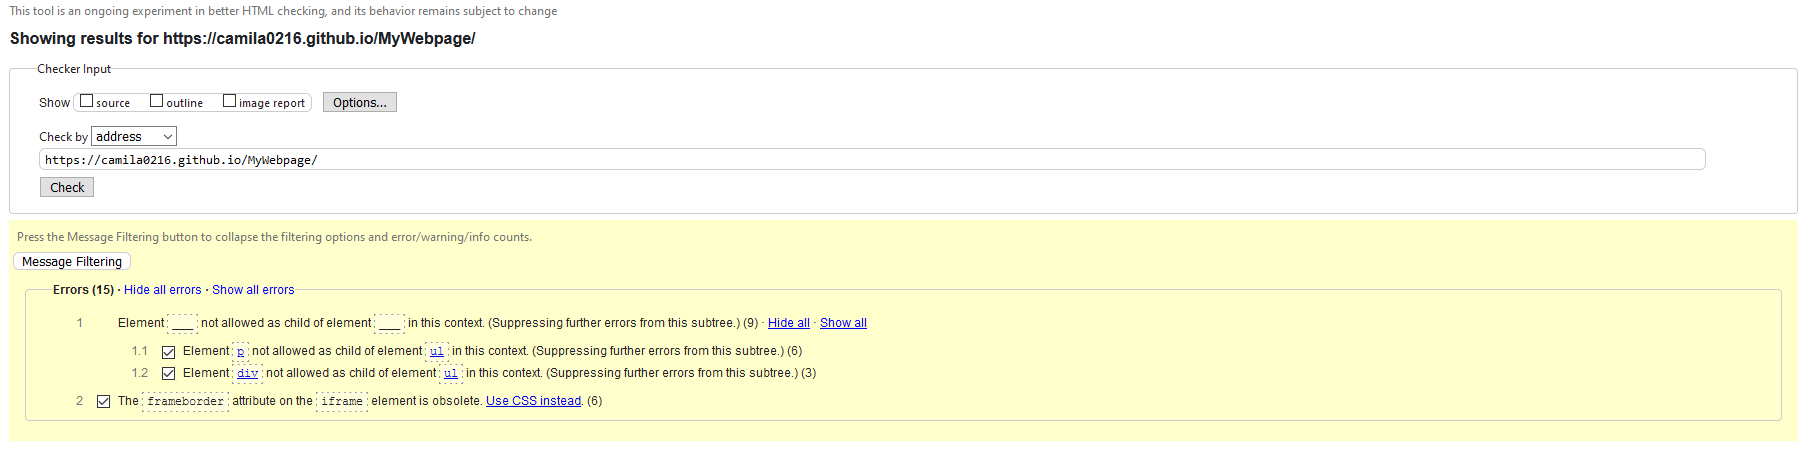 This tool is an ongoing experiment in better HTML checking, and its behavior remains subject to change
Showing results for https://camila0216.github.io/MyWebpage/
Checker Input
Show source outline image report Options...
Check by address
https://camila0216.github.io/MyWebpage/
Check
Press the Message Filtering button to collapse the filtering options and error/warning/info counts.
Message Filtering
Errors (15) · Hide all errors · Show all errors
1 Element ___ not allowed as child of element ___ in this context. (Suppressing further errors from this subtree.) (9) · Hide all · Show all
1.1 Element p not allowed as child of element ul in this context. (Suppressing further errors from this subtree.) (6)
1.2 Element div not allowed as child of element ul in this context. (Suppressing further errors from this subtree.) (3)
2 The frameborder attribute on the iframe element is obsolete. Use CSS instead. (6)